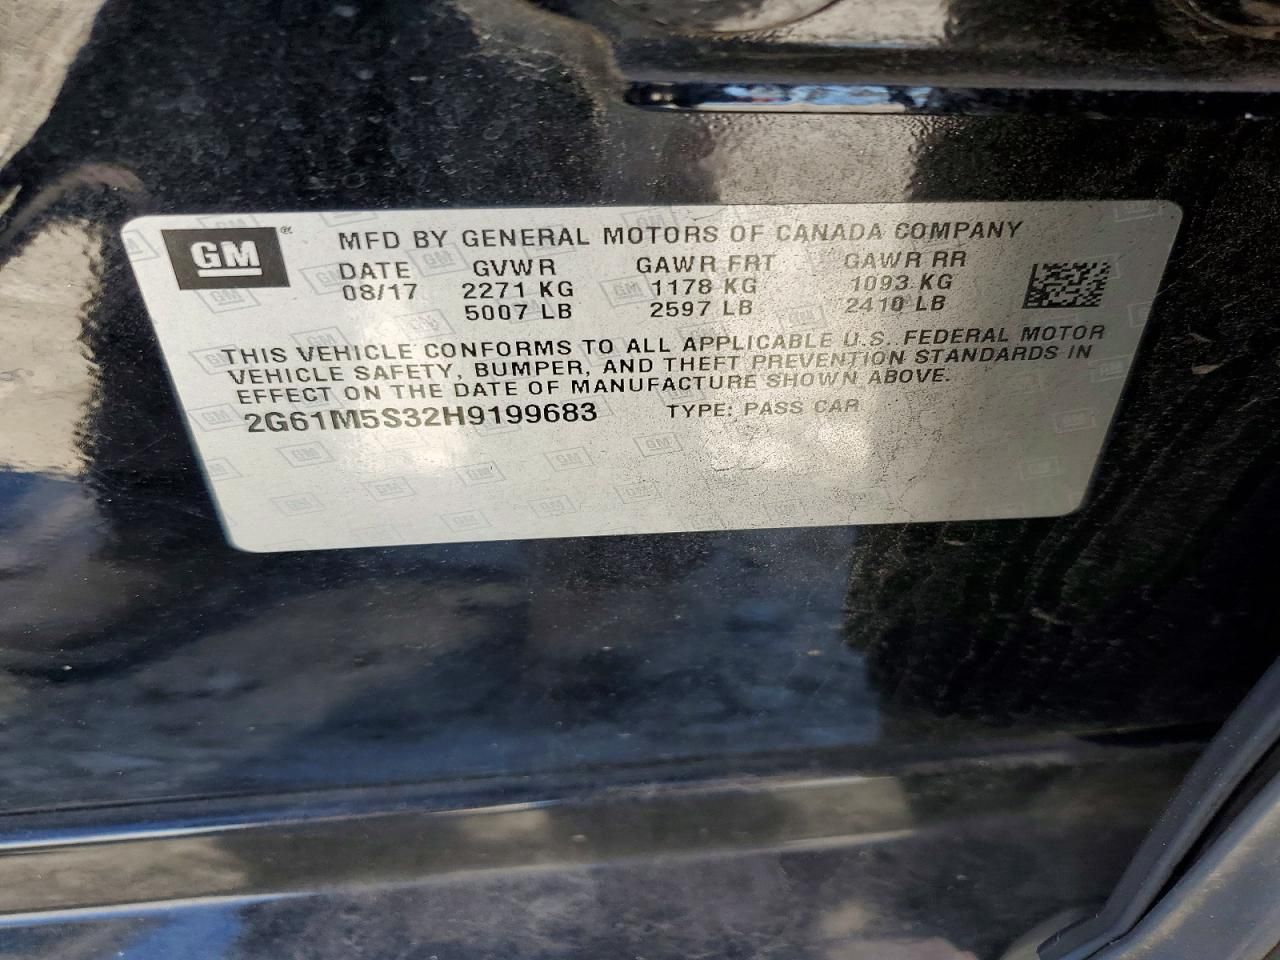 GM® MFD BY GENERAL MOTORS OF CANADA COMPANY
DATE GVWR GAWR FRT GAWR RR
08/17 2271 KG 1178 KG 1093 KG
5007 LB 2597 LB 2410 LB
THIS VEHICLE CONFORMS TO ALL APPLICABLE U.S. FEDERAL MOTOR
VEHICLE SAFETY, BUMPER, AND THEFT PREVENTION STANDARDS IN
EFFECT ON THE DATE OF MANUFACTURE SHOWN ABOVE.
2G61M5S32H9199683 TYPE: PASS CAR